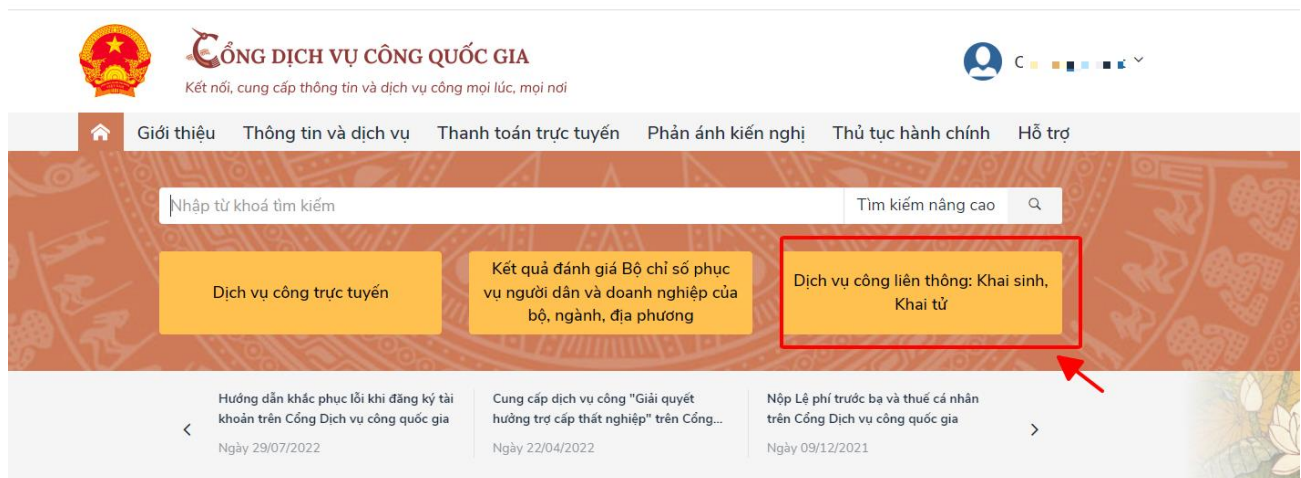 CỔNG DỊCH VỤ CÔNG QUỐC GIA
Kết nối, cung cấp thông tin và dịch vụ công mọi lúc, mọi nơi
C
Giới thiệu Thông tin và dịch vụ Thanh toán trực tuyến Phản ánh kiến nghị Thủ tục hành chính Hỗ trợ
Nhập từ khoá tìm kiếm Tìm kiếm nâng cao
Dịch vụ công trực tuyến
Kết quả đánh giá Bộ chỉ số phục
vụ người dân và doanh nghiệp của
bộ, ngành, địa phương
Dịch vụ công liên thông: Khai sinh,
Khai tử
Hướng dẫn khắc phục lỗi khi đăng ký tài
khoản trên Cổng Dịch vụ công quốc gia
Ngày 29/07/2022
Cung cấp dịch vụ công "Giải quyết
hưởng trợ cấp thất nghiệp" trên Cổng...
Ngày 22/04/2022
Nộp Lệ phí trước bạ và thuế cá nhân
trên Cổng Dịch vụ công quốc gia
Ngày 09/12/2021